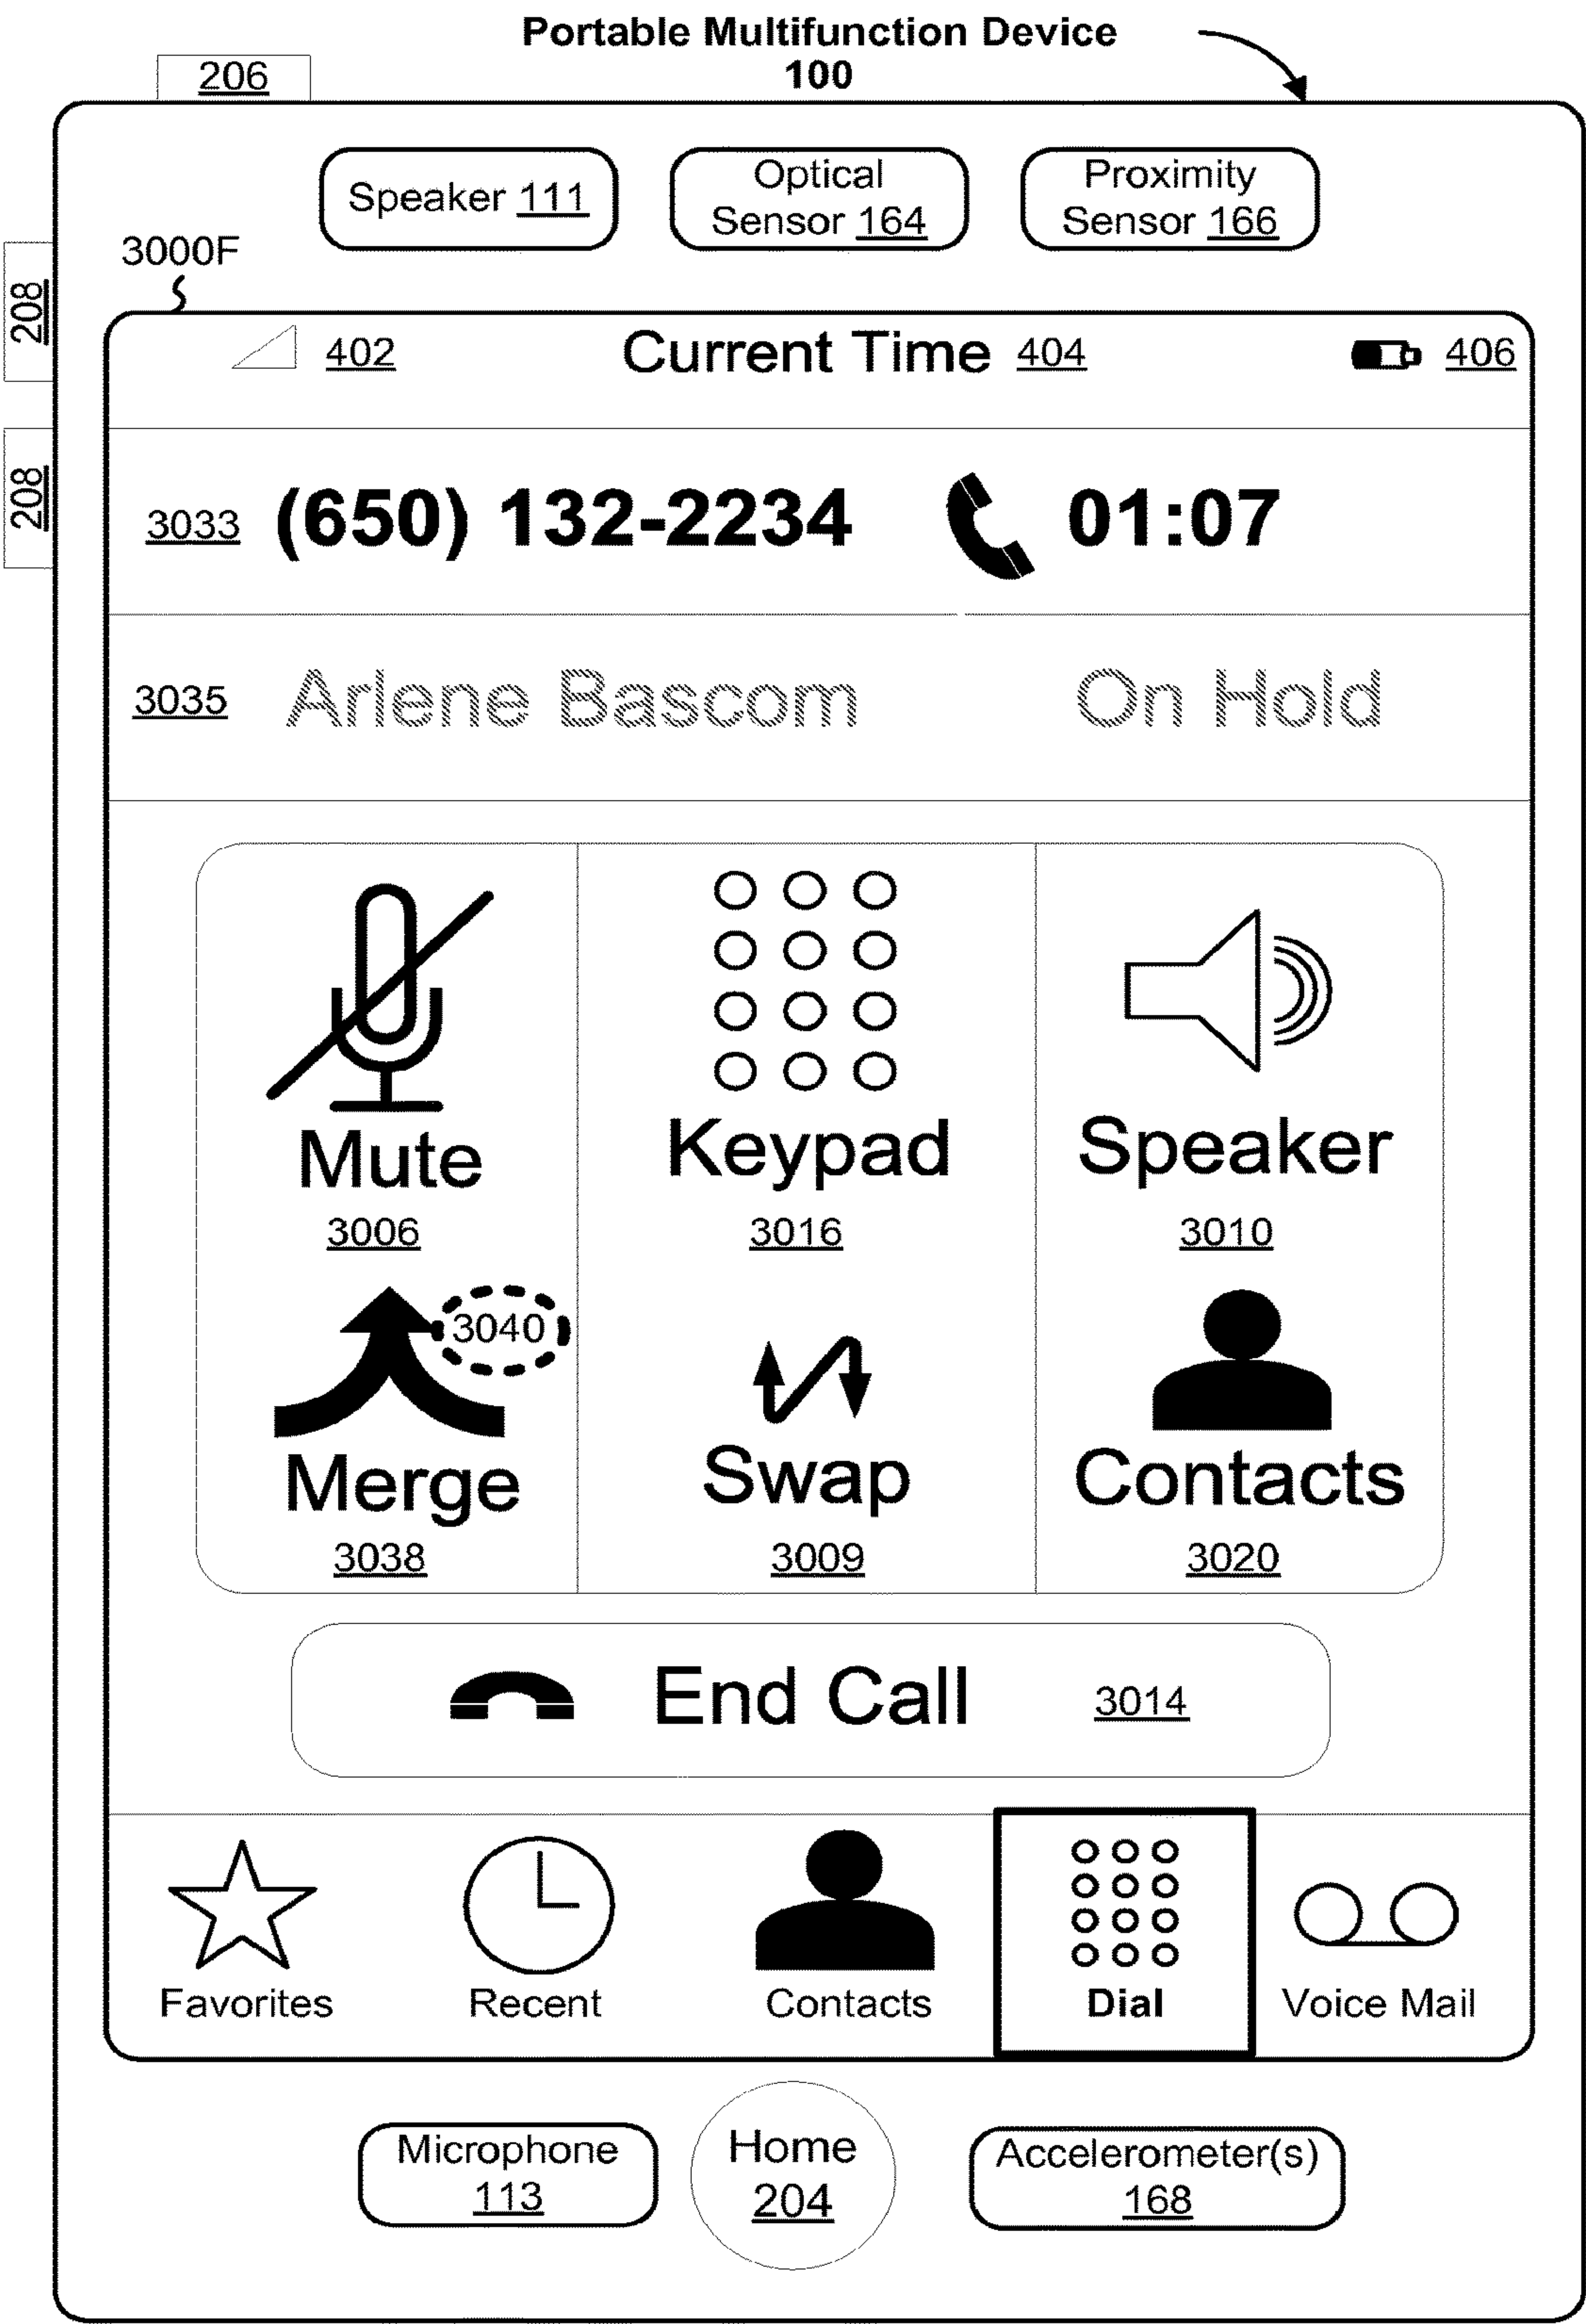 Portable Multifunction Device
100
206
Speaker 111
Optical
Sensor 164
Proximity
Sensor 166
3000F
208
208
402
Current Time 404
406
3033 (650) 132-2234 01:07
3035 Arlene Bascom On Hold
Mute
3006
Keypad
3016
Speaker
3010
3040
Merge
3038
Swap
3009
Contacts
3020
End Call 3014
Favorites
Recent
Contacts
Dial
Voice Mail
Microphone
113
Home
204
Accelerometer(s)
168